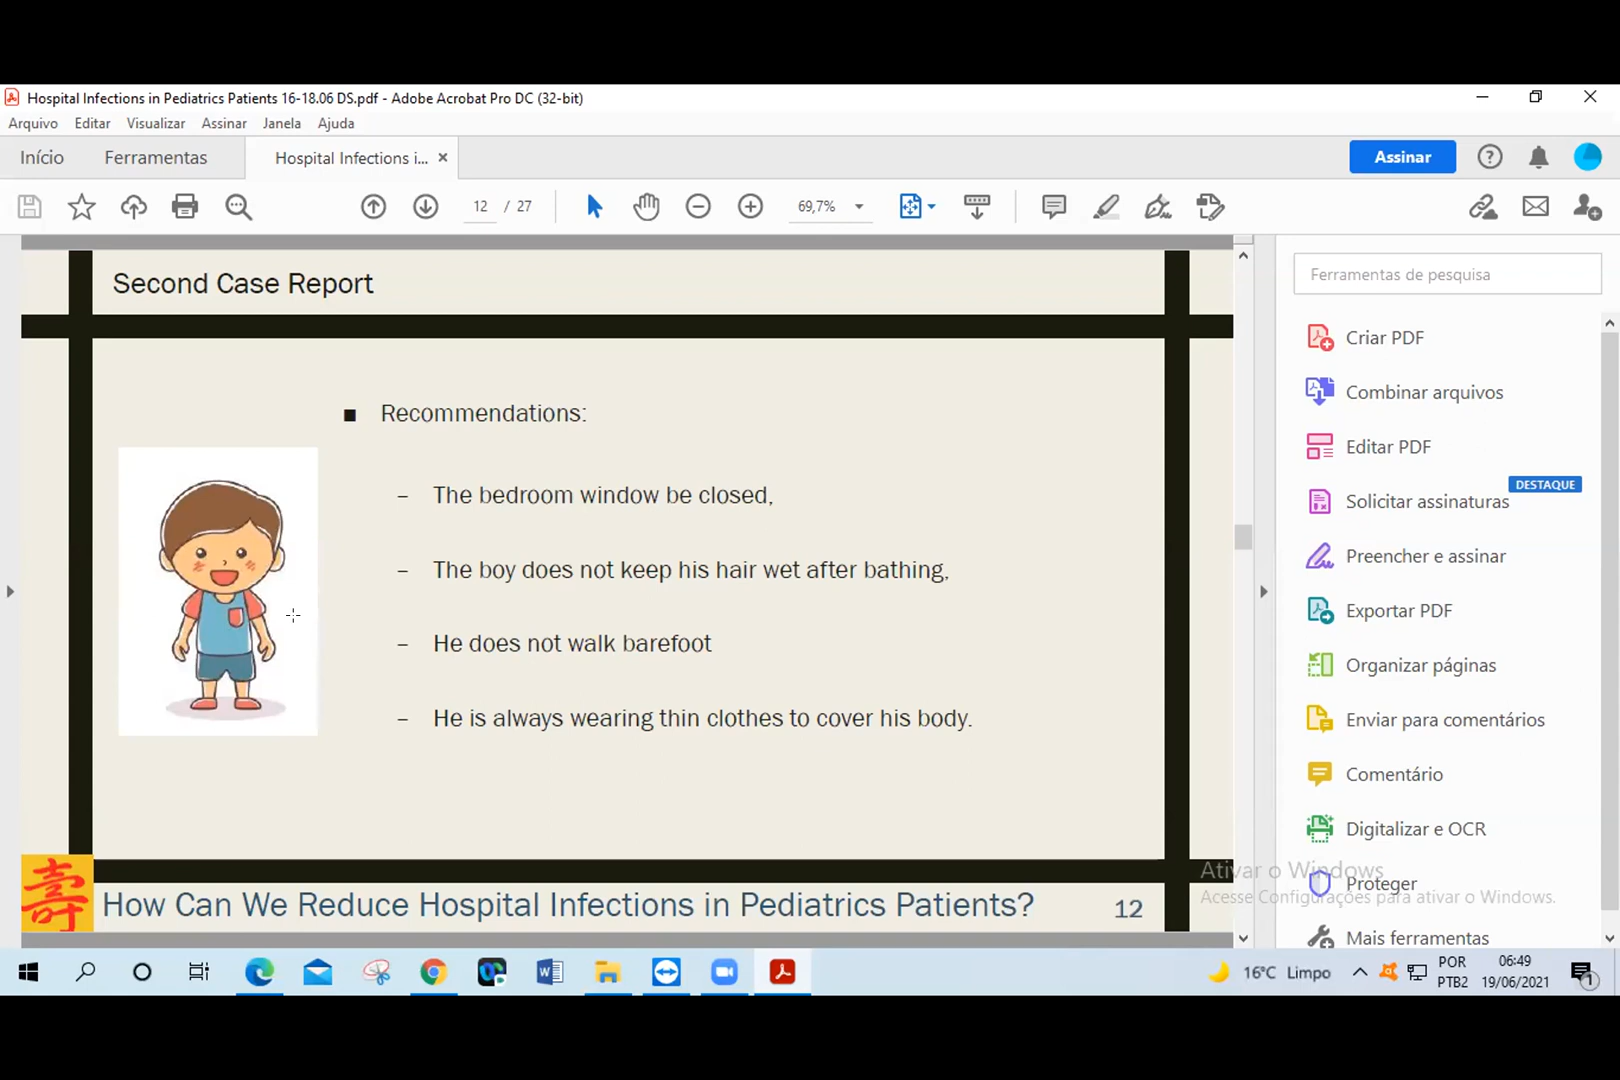 Hospital Infections in Pediatrics Patients 16-18.06 DS.pdf - Adobe Acrobat Pro DC (32-bit)
Arquivo Editar Visualizar Assinar Janela Ajuda
Início Ferramentas Hospital Infections i... Assinar
12 / 27 69,7%
Second Case Report
Recommendations:
– The bedroom window be closed,
– The boy does not keep his hair wet after bathing,
– He does not walk barefoot
– He is always wearing thin clothes to cover his body.
壽
How Can We Reduce Hospital Infections in Pediatrics Patients? 12
Ferramentas de pesquisa
Criar PDF
Combinar arquivos
Editar PDF
DESTAQUE
Solicitar assinaturas
Preencher e assinar
Exportar PDF
Organizar páginas
Enviar para comentários
Comentário
Digitalizar e OCR
Proteger
Mais ferramentas
Ativar o Windows
Acesse Configurações para ativar o Windows.
16°C Limpo
POR
PTB2
06:49
19/06/2021
1